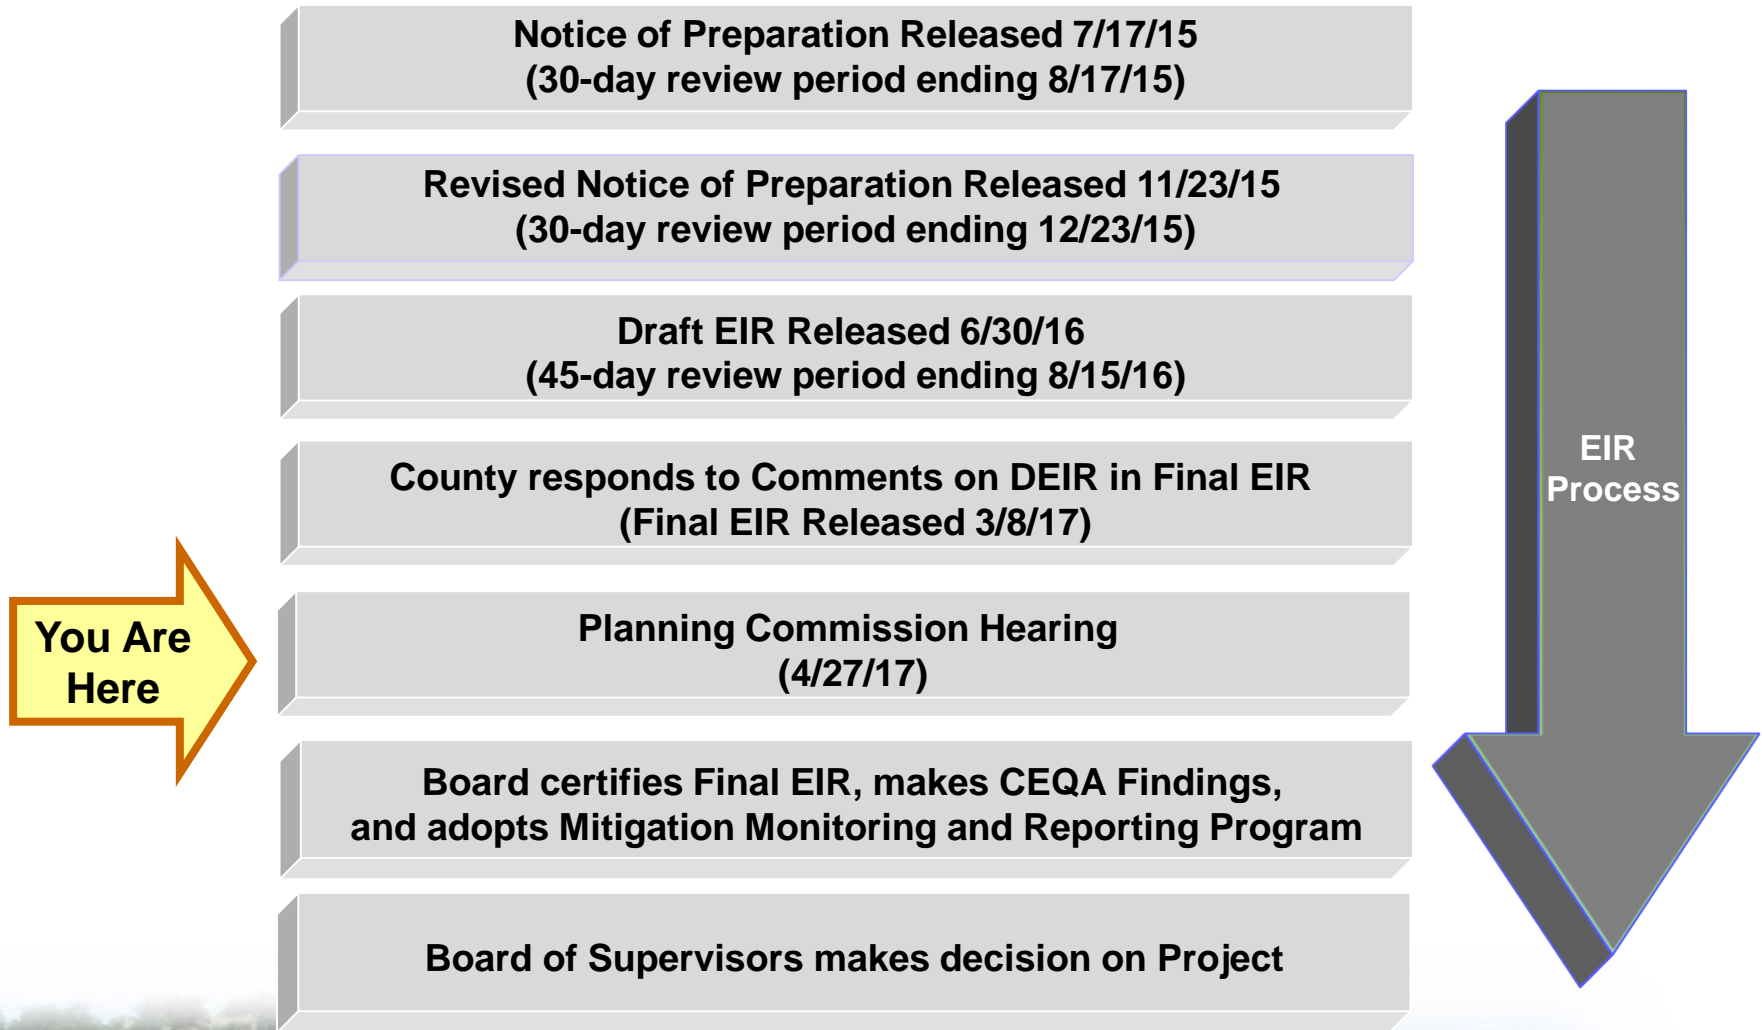 Notice of Preparation Released 7/17/15
(30-day review period ending 8/17/15)
Revised Notice of Preparation Released 11/23/15
(30-day review period ending 12/23/15)
Draft EIR Released 6/30/16
(45-day review period ending 8/15/16)
County responds to Comments on DEIR in Final EIR
(Final EIR Released 3/8/17)
You Are
Here
Planning Commission Hearing
(4/27/17)
Board certifies Final EIR, makes CEQA Findings,
and adopts Mitigation Monitoring and Reporting Program
Board of Supervisors makes decision on Project
EIR
Process